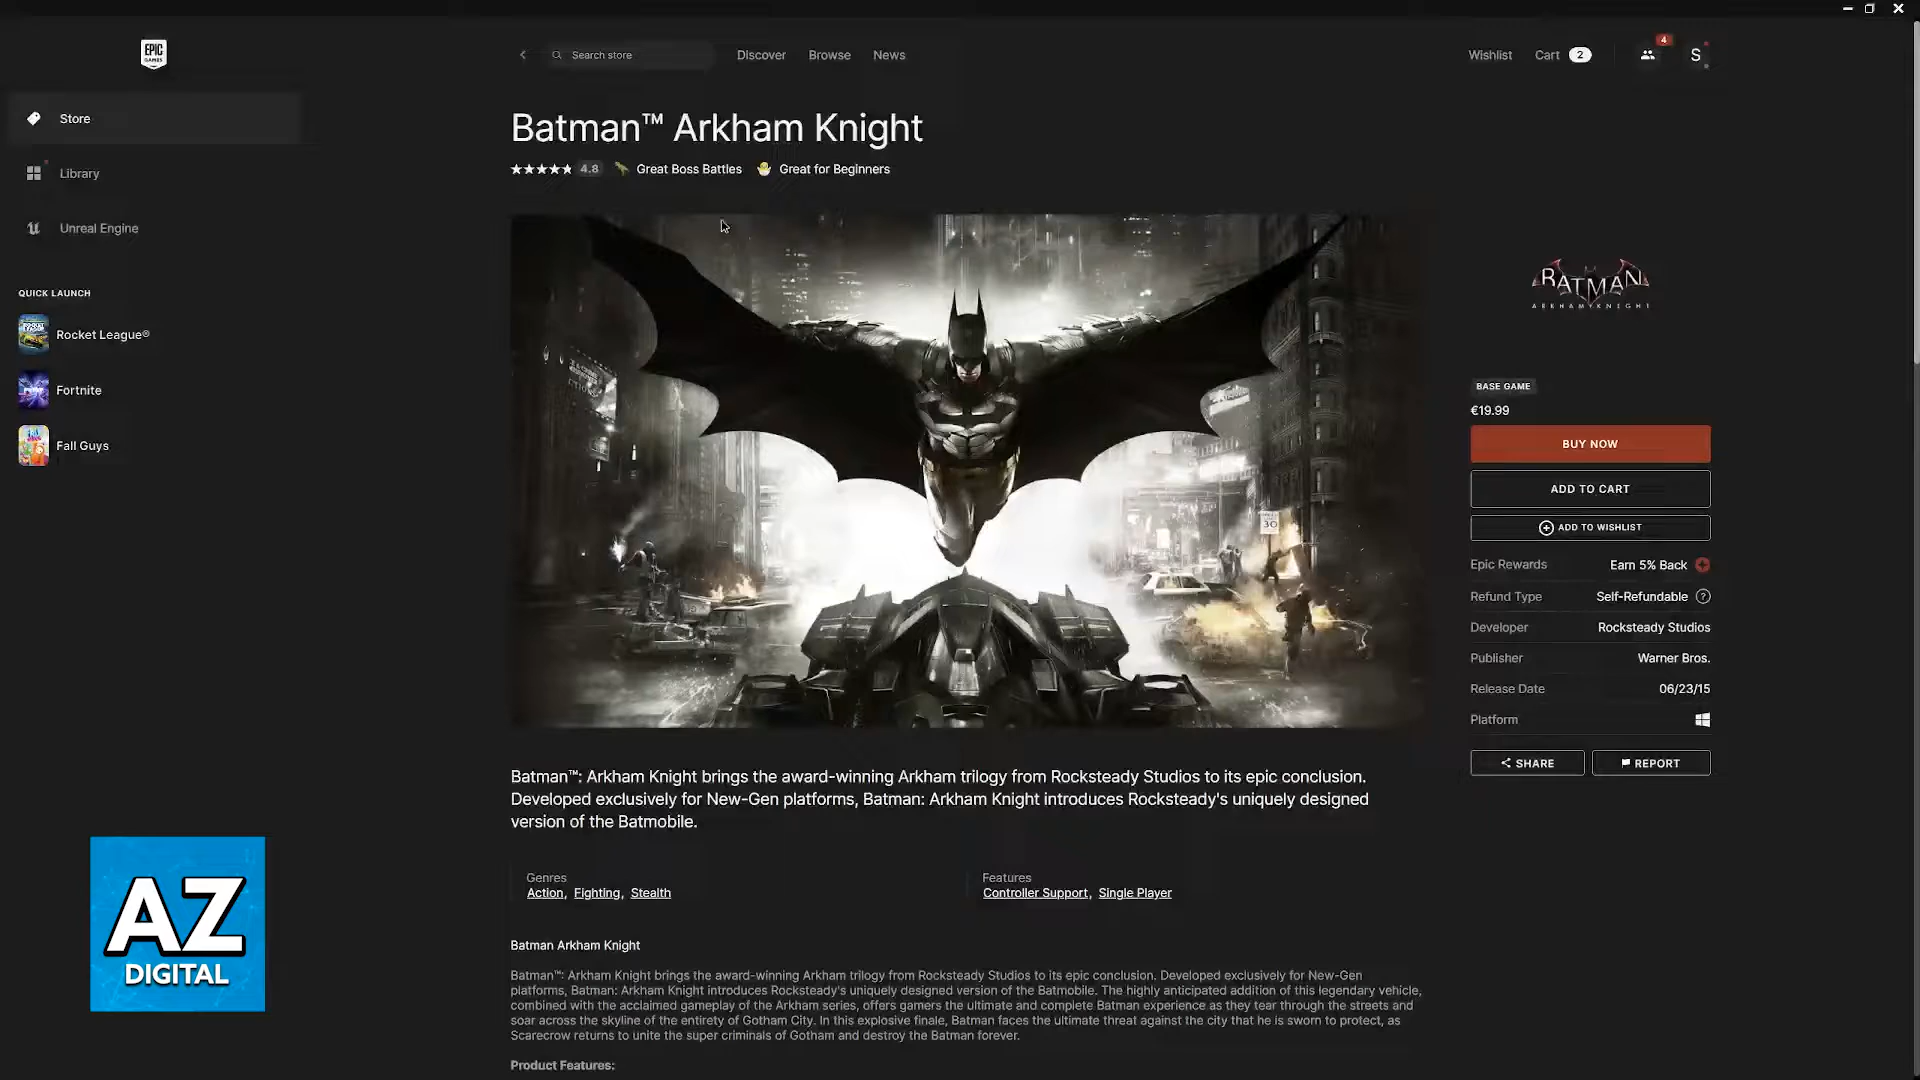 EPIC
GAMES
Search store
Discover
Browse
News
Wishlist
Cart
2
4
S
Store
Library
Unreal Engine
QUICK LAUNCH
Rocket League®
Fortnite
Fall Guys
Batman™ Arkham Knight
4.8
Great Boss Battles
Great for Beginners
30
BATMAN
ARKHAM KNIGHT
BASE GAME
€19.99
BUY NOW
ADD TO CART
ADD TO WISHLIST
Epic Rewards Earn 5% Back
Refund Type Self-Refundable ?
Developer Rocksteady Studios
Publisher Warner Bros.
Release Date 06/23/15
Platform
SHARE
REPORT
Batman™: Arkham Knight brings the award-winning Arkham trilogy from Rocksteady Studios to its epic conclusion.
Developed exclusively for New-Gen platforms, Batman: Arkham Knight introduces Rocksteady's uniquely designed
version of the Batmobile.
Genres
Action, Fighting, Stealth
Features
Controller Support, Single Player
Batman Arkham Knight
Batman™: Arkham Knight brings the award-winning Arkham trilogy from Rocksteady Studios to its epic conclusion. Developed exclusively for New-Gen
platforms, Batman: Arkham Knight introduces Rocksteady's uniquely designed version of the Batmobile. The highly anticipated addition of this legendary vehicle,
combined with the acclaimed gameplay of the Arkham series, offers gamers the ultimate and complete Batman experience as they tear through the streets and
soar across the skyline of the entirety of Gotham City. In this explosive finale, Batman faces the ultimate threat against the city that he is sworn to protect, as
Scarecrow returns to unite the super criminals of Gotham and destroy the Batman forever.
Product Features:
AZ
DIGITAL